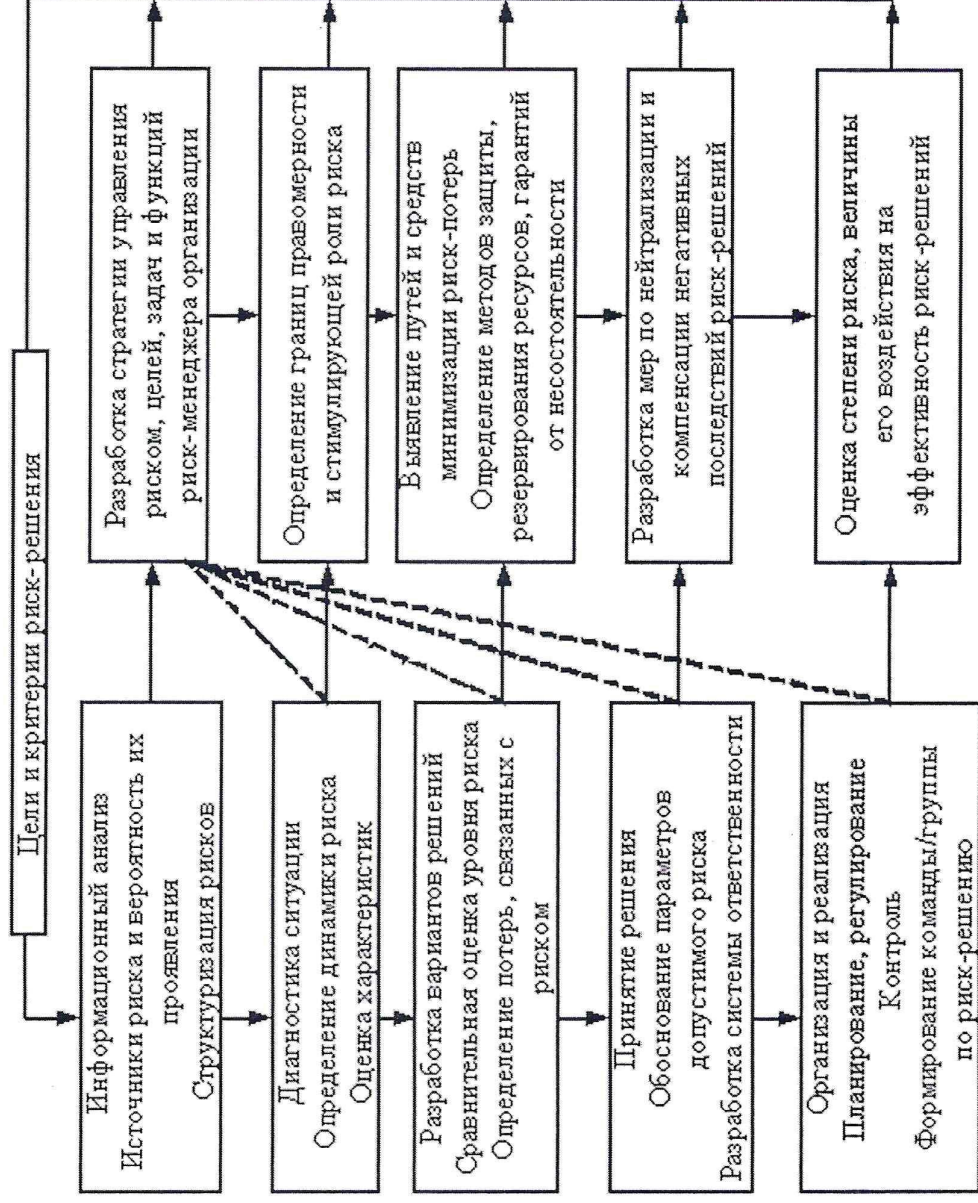 Цели и критерии риск- решения
Информационный анализ
Источники риска и вероятность их
проявления
Структуризация рисков
Диагностика ситуации
Определение динамики риска
Оценка характеристик
Разработка вариантов решений
Сравнительная оценка уровня риска
Определение потерь, связанных с
риском
Принятие решения
Обоснование параметров
допустимого риска
Разработка системы ответственности
Организация и реализация
Планирование, регулирование
Контроль
Формирование команды/группы
по риск-решению
Разработка стратегии управления
риском, целей, задач и функций
риск-менеджера организации
Определение границ правомерности
и стимулирующей роли риска
Выявление путей и средств
минимизации риск-потерь
Определение методов защиты,
резервирования ресурсов, гарантий
от несостоятельности
Разработка мер по нейтрализации и
компенсации негативных
последствий риск-решений
Оценка степени риска, величины
его воздействия на
эффективность риск-решений